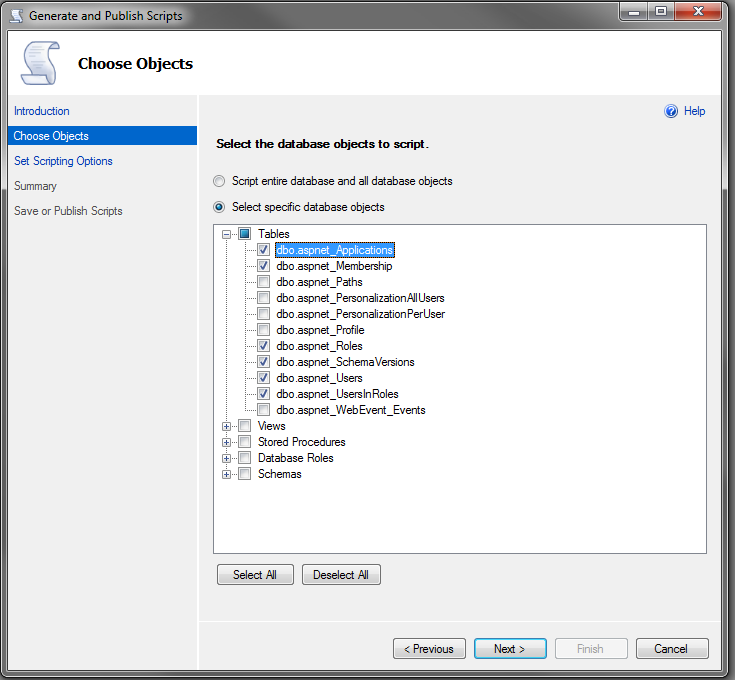 Generate and Publish Scripts
Choose Objects
Introduction
Choose Objects
Set Scripting Options
Summary
Save or Publish Scripts
Help
Select the database objects to script.
Script entire database and all database objects
Select specific database objects
Tables
dbo.aspnet_Applications
dbo.aspnet_Membership
dbo.aspnet_Paths
dbo.aspnet_PersonalizationAllUsers
dbo.aspnet_PersonalizationPerUser
dbo.aspnet_Profile
dbo.aspnet_Roles
dbo.aspnet_SchemaVersions
dbo.aspnet_Users
dbo.aspnet_UsersInRoles
dbo.aspnet_WebEvent_Events
Views
Stored Procedures
Database Roles
Schemas
Select All Deselect All
< Previous Next > Finish Cancel